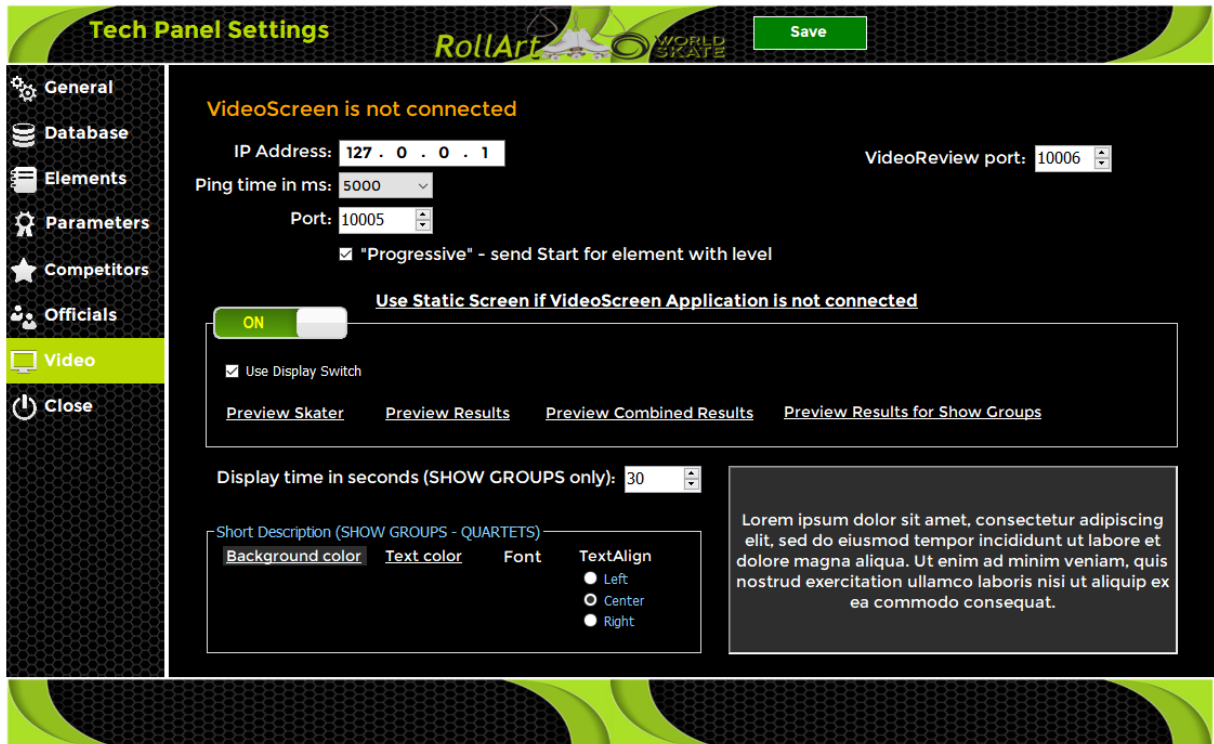 Tech Panel Settings
RollArt
WORLD
SKATE
Save
General
Database
Elements
Parameters
Competitors
Officials
Video
Close
VideoScreen is not connected
IP Address: 127 . 0 . 0 . 1
VideoReview port: 10006
Ping time in ms: 5000
Port: 10005
"Progressive" - send Start for element with level
Use Static Screen if VideoScreen Application is not connected
ON
Use Display Switch
Preview Skater Preview Results Preview Combined Results Preview Results for Show Groups
Display time in seconds (SHOW GROUPS only): 30
Short Description (SHOW GROUPS - QUARTETS)
Background color Text color Font TextAlign
Left
Center
Right
Lorem ipsum dolor sit amet, consectetur adipiscing
elit, sed do eiusmod tempor incididunt ut labore et
dolore magna aliqua. Ut enim ad minim veniam, quis
nostrud exercitation ullamco laboris nisi ut aliquip ex
ea commodo consequat.